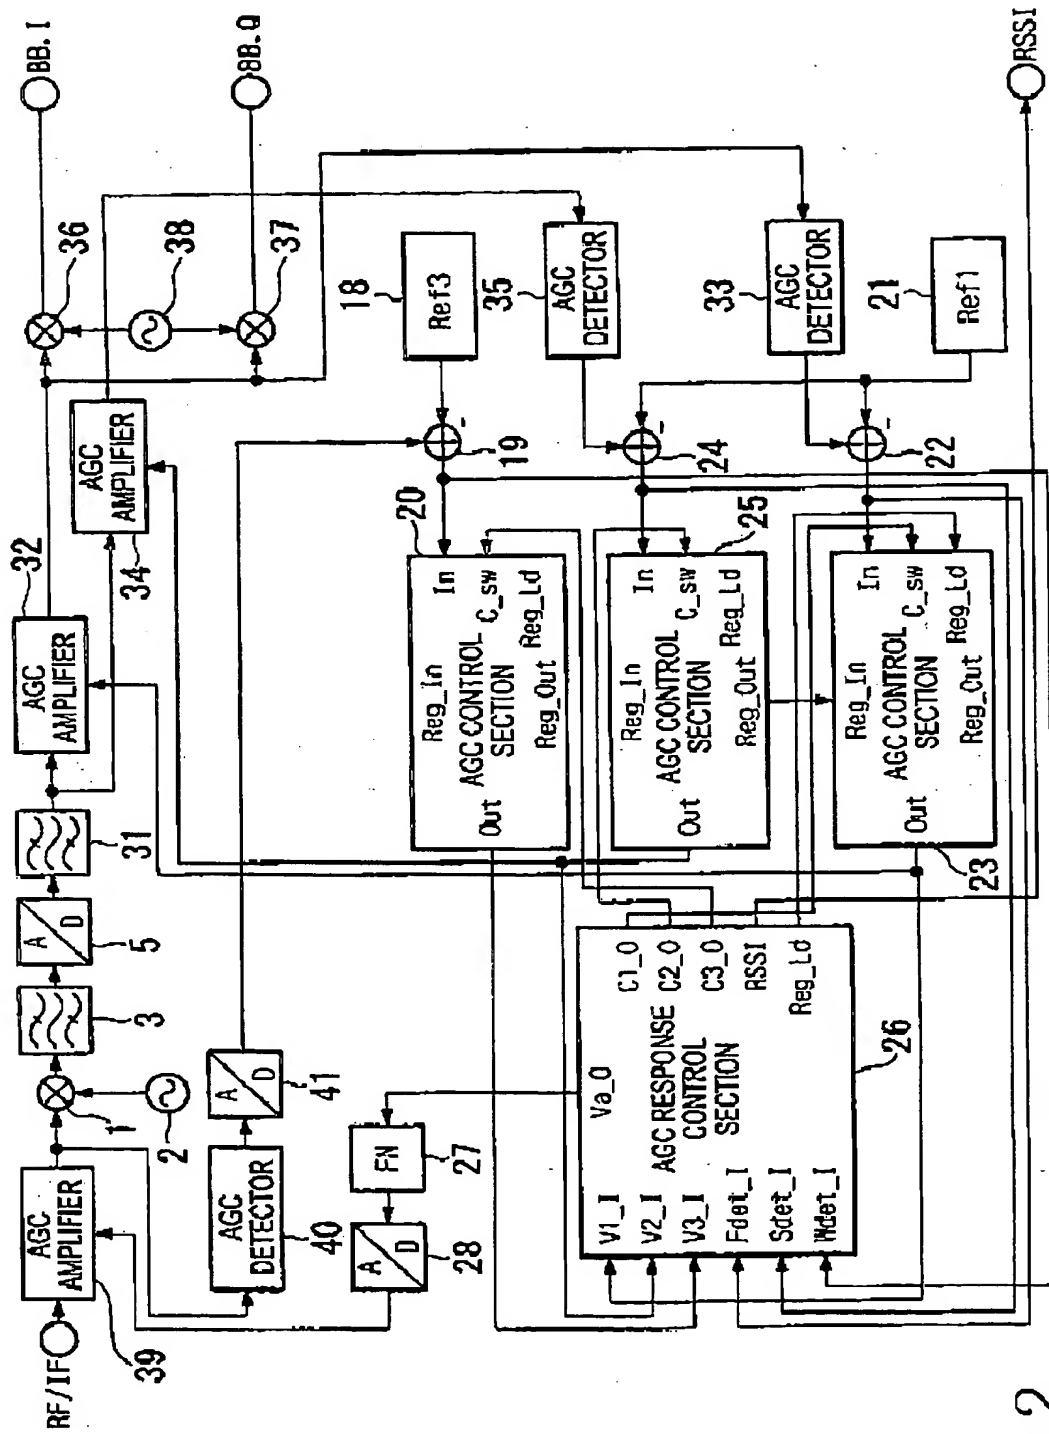 RF/IF
AGC
AMPLIFIER
39
1
2
3
A
D
5
31
AGC
AMPLIFIER
32
AGC
AMPLIFIER
34
36
38
37
BB.I
BB.Q
AGC
DETECTOR
40
A
D
41
FN
27
A
D
28
Ref3
18
19
AGC
DETECTOR
35
24
AGC
DETECTOR
33
22
Ref1
21
20
Reg_In
In
AGC CONTROL
SECTION
C_sw
Out
Reg_Out
Reg_Ld
25
Reg_In
In
AGC CONTROL
SECTION
C_sw
Out
Reg_Out
Reg_Ld
Reg_In
In
AGC CONTROL
SECTION
C_sw
Out
Reg_Out
Reg_Ld
23
Va_O
V1_I
V2_I
V3_I
Fdet_I
Sdet_I
Wdet_I
AGC RESPONSE
CONTROL
SECTION
C1_O
C2_O
C3_O
RSSI
Reg_Ld
26
RSSI
2